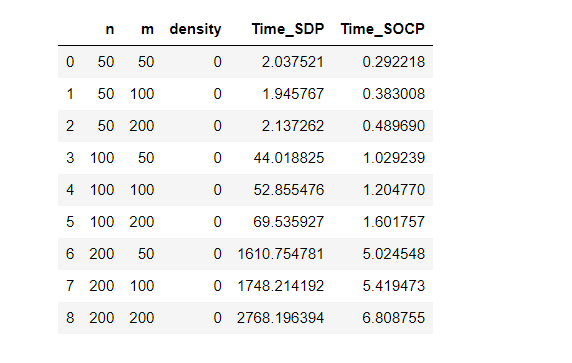 n m density Time_SDP Time_SOCP
0 50 50 0 2.037521 0.292218
1 50 100 0 1.945767 0.383008
2 50 200 0 2.137262 0.489690
3 100 50 0 44.018825 1.029239
4 100 100 0 52.855476 1.204770
5 100 200 0 69.535927 1.601757
6 200 50 0 1610.754781 5.024548
7 200 100 0 1748.214192 5.419473
8 200 200 0 2768.196394 6.808755